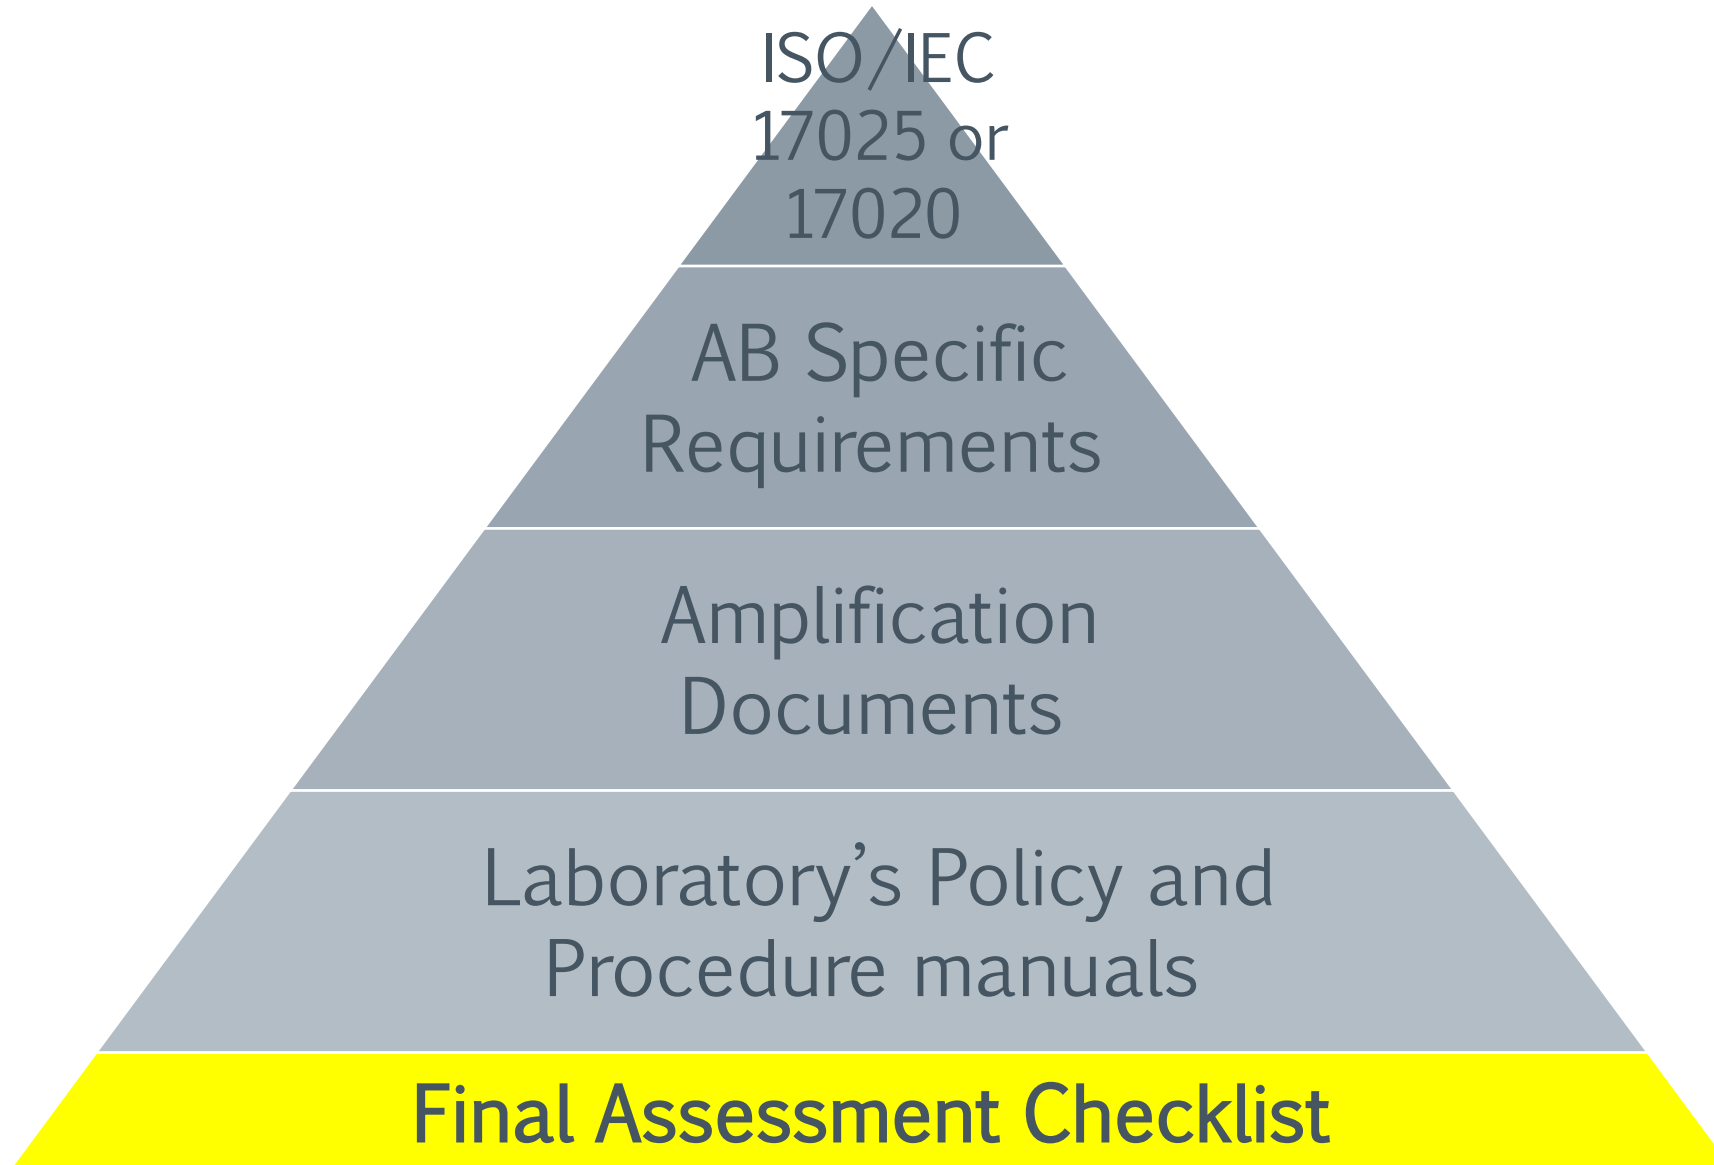 ISO/IEC
17025 or
17020
AB Specific
Requirements
Amplification
Documents
Laboratory’s Policy and
Procedure manuals
Final Assessment Checklist